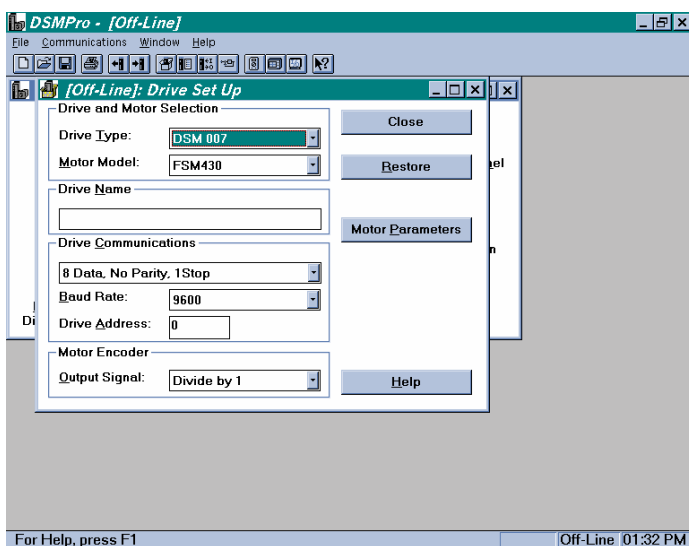 DSMPro - [Off-Line]
File Communications Window Help
[Off-Line]: Drive Set Up
Drive and Motor Selection
Drive Type: DSM 007
Motor Model: FSM430
Drive Name
Drive Communications
8 Data, No Parity, 1Stop
Baud Rate: 9600
Drive Address: 0
Motor Encoder
Output Signal: Divide by 1
Close
Restore
Motor Parameters
Help
el
n
Di
For Help, press F1
Off-Line 01:32 PM